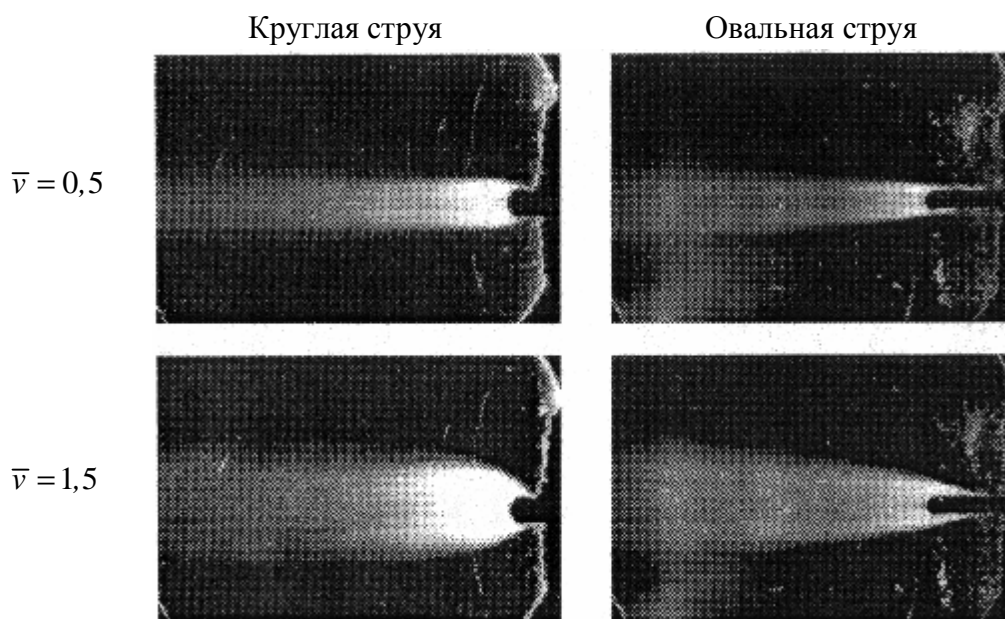 Круглая струя
Овальная струя
v̅ = 0,5
v̅ = 1,5